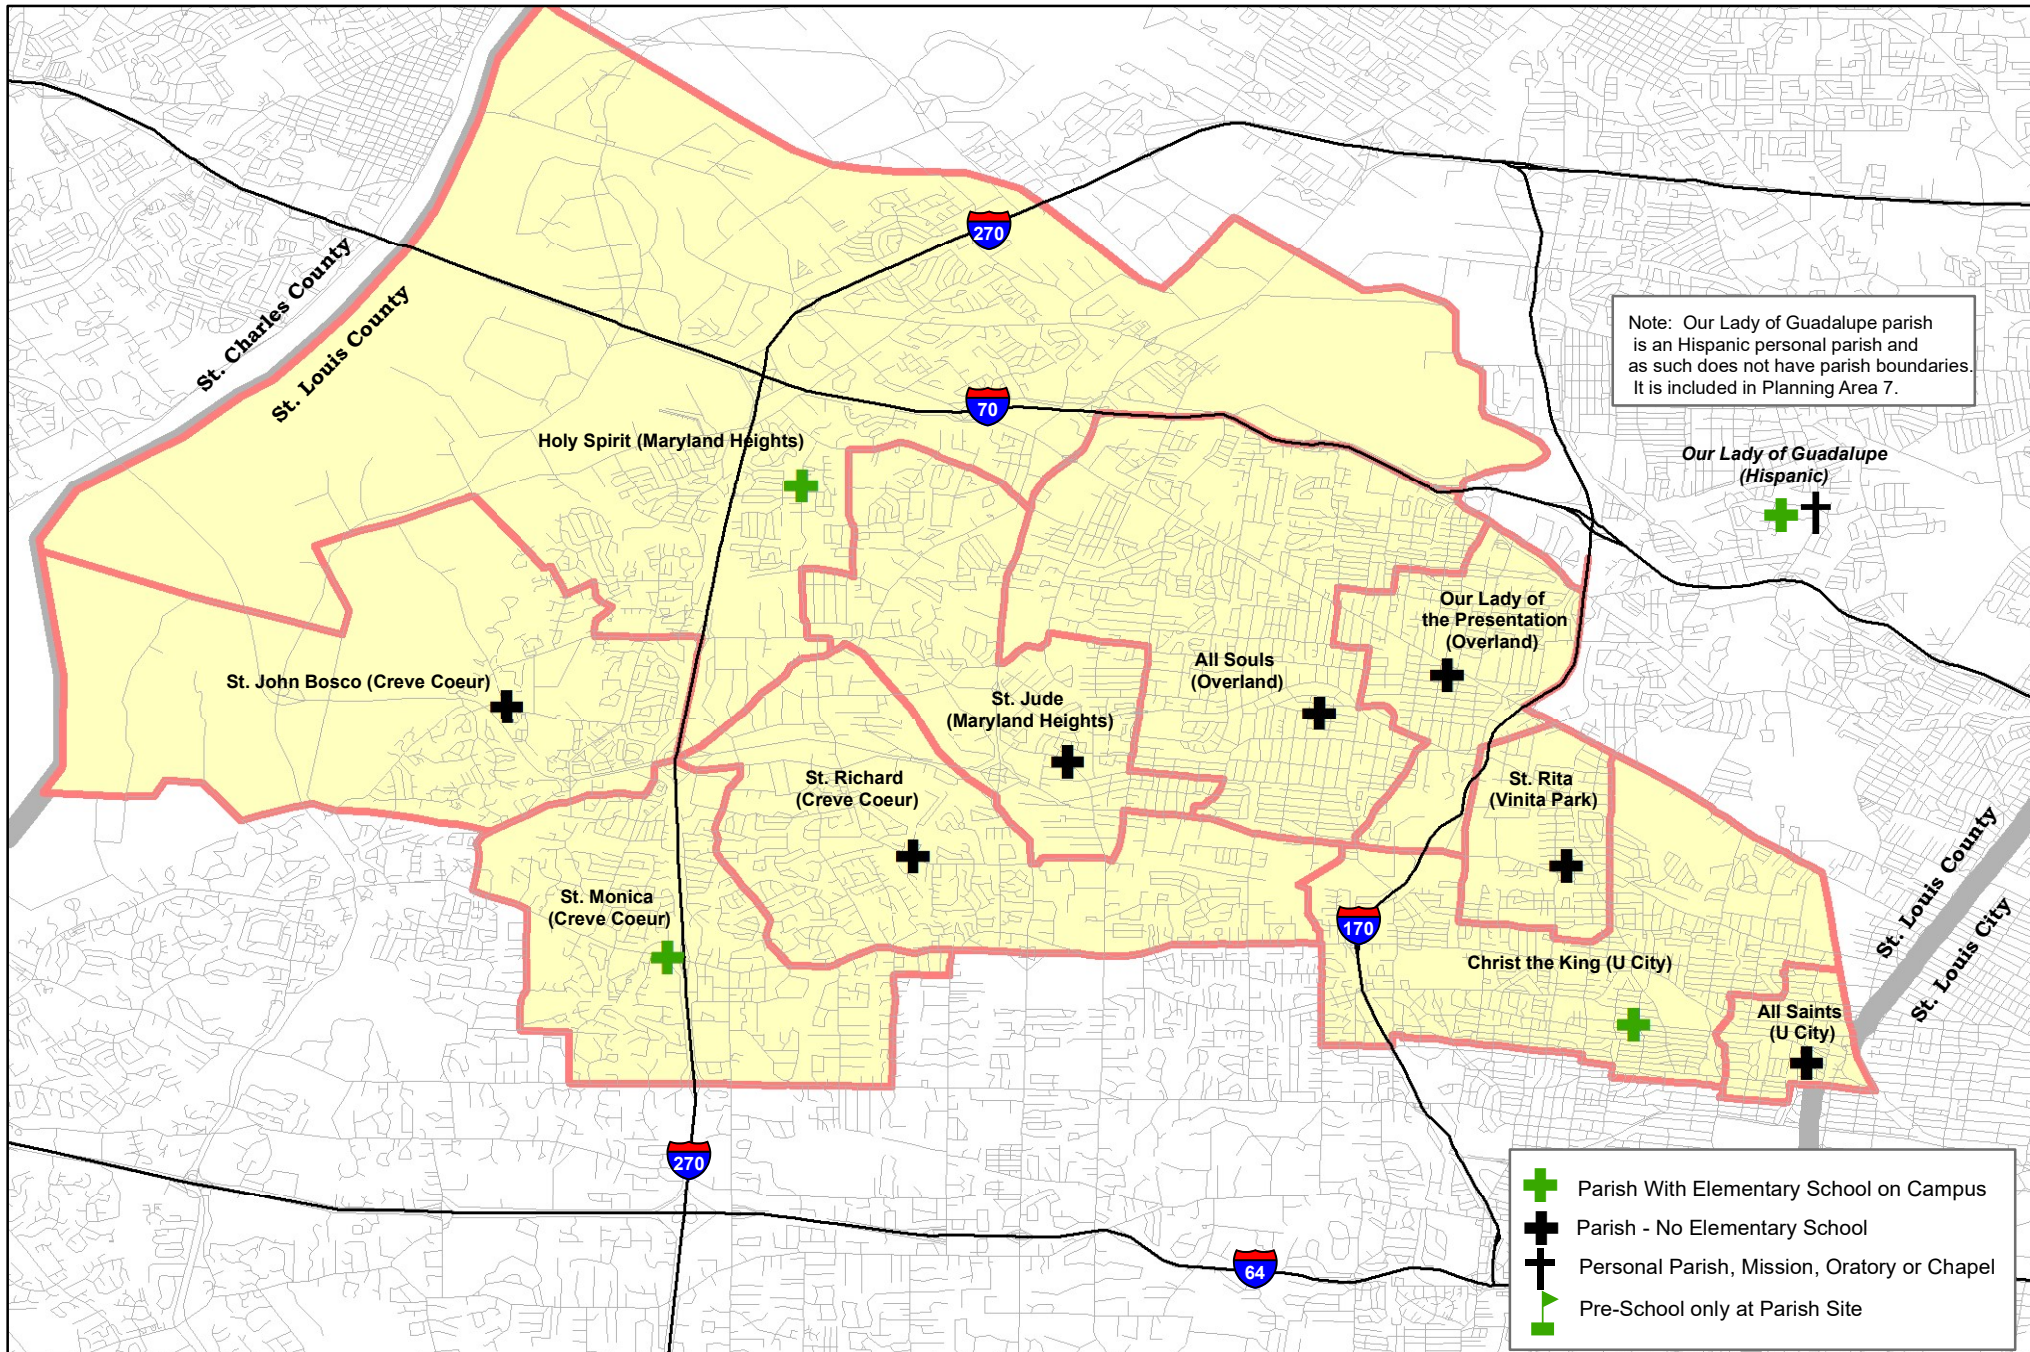 270
St. Charles County
St. Louis County
Note: Our Lady of Guadalupe parish
is an Hispanic personal parish and
as such does not have parish boundaries.
It is included in Planning Area 7.
70
Holy Spirit (Maryland Heights)
Our Lady of Guadalupe
(Hispanic)
Our Lady of
the Presentation
(Overland)
All Souls
(Overland)
St. John Bosco (Creve Coeur)
St. Jude
(Maryland Heights)
St. Richard
(Creve Coeur)
St. Rita
(Vinita Park)
St. Monica
(Creve Coeur)
170
St. Louis County
St. Louis City
Christ the King (U City)
All Saints
(U City)
270
64
Parish With Elementary School on Campus
Parish - No Elementary School
Personal Parish, Mission, Oratory or Chapel
Pre-School only at Parish Site